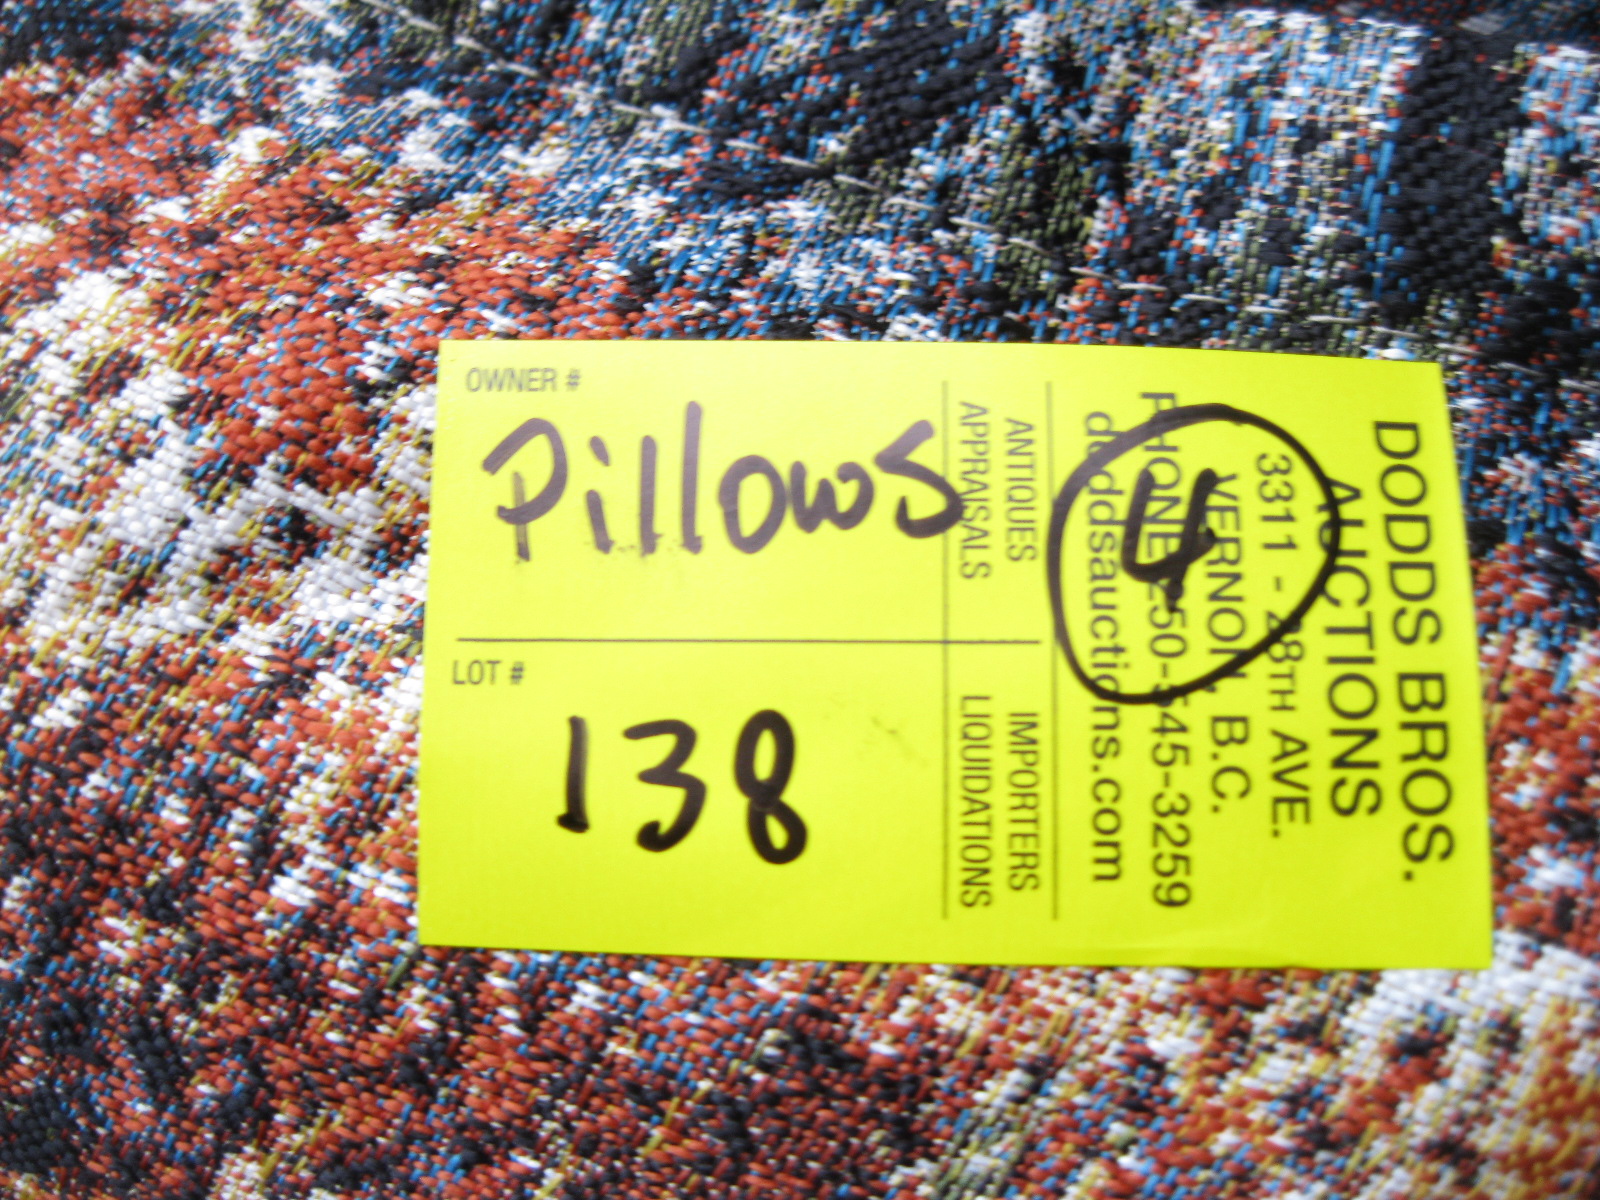 OWNER #
Pillows
LOT #
138
ANTIQUES
APPRAISALS
IMPORTERS
LIQUIDATIONS
DODDS BROS.
AUCTIONS
3311 - 28TH AVE.
VERNON, B.C.
PHONE 250-545-3259
doddsauctions.com
4